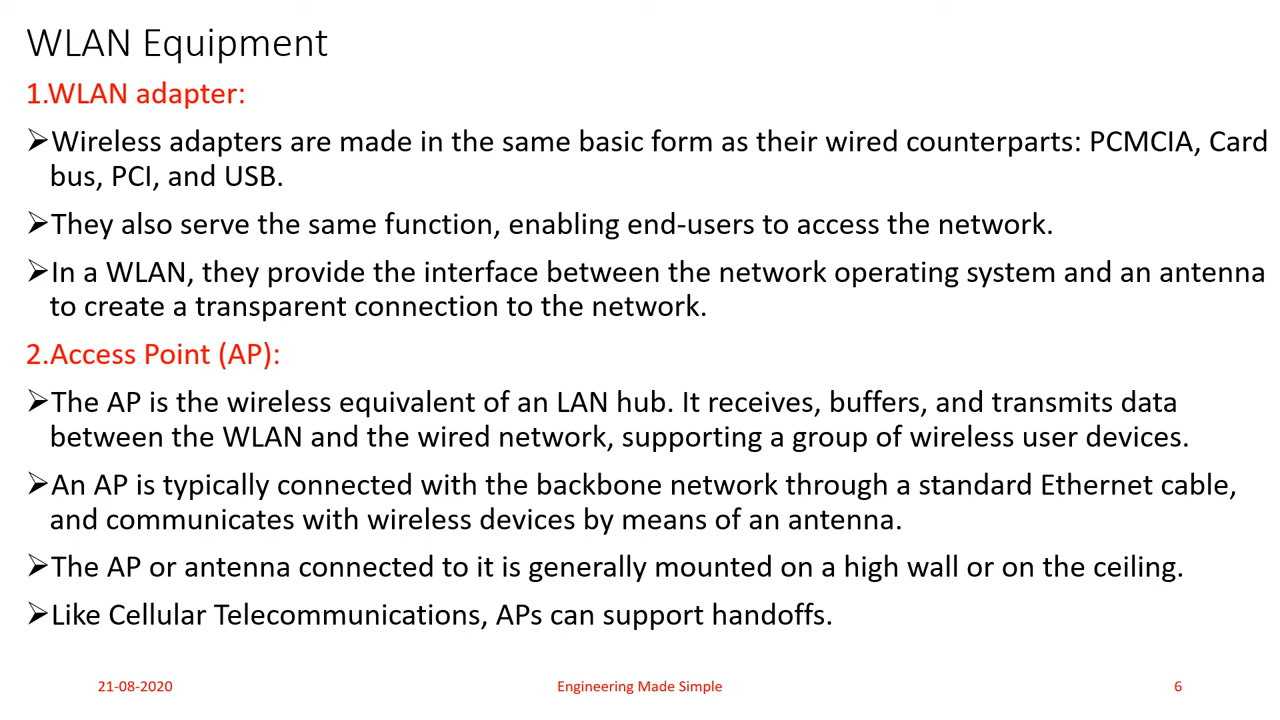 WLAN Equipment
1.WLAN adapter:
➢Wireless adapters are made in the same basic form as their wired counterparts: PCMCIA, Card
bus, PCI, and USB.
➢They also serve the same function, enabling end-users to access the network.
➢In a WLAN, they provide the interface between the network operating system and an antenna
to create a transparent connection to the network.
2.Access Point (AP):
➢The AP is the wireless equivalent of an LAN hub. It receives, buffers, and transmits data
between the WLAN and the wired network, supporting a group of wireless user devices.
➢An AP is typically connected with the backbone network through a standard Ethernet cable,
and communicates with wireless devices by means of an antenna.
➢The AP or antenna connected to it is generally mounted on a high wall or on the ceiling.
➢Like Cellular Telecommunications, APs can support handoffs.
21-08-2020 Engineering Made Simple 6